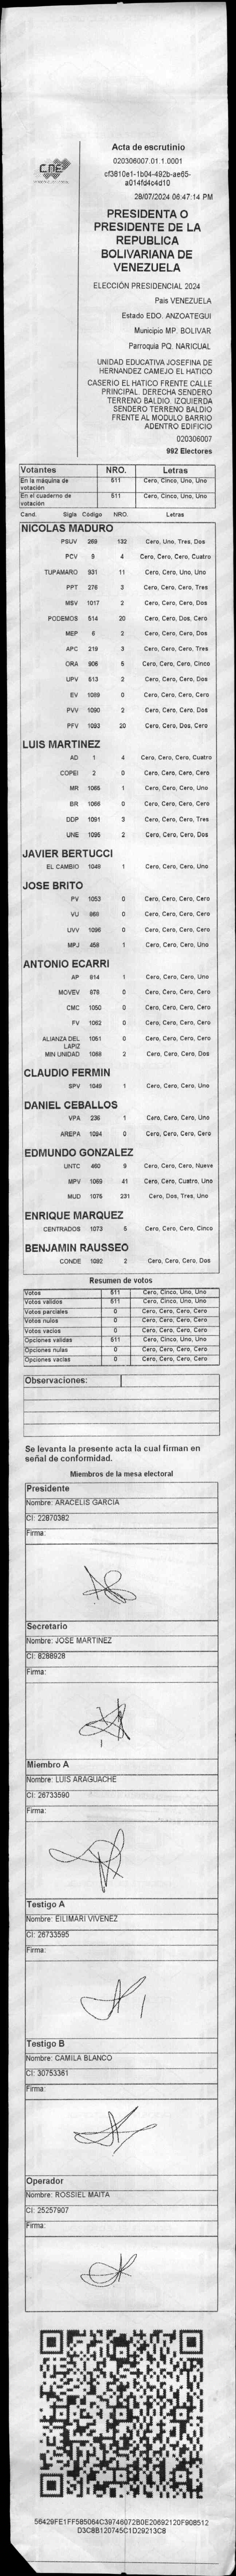 CNE
Acta de escrutinio
020306007.01.1.0001
cf3810e1-1b04-492b-ae65-
a014fd4c4d10
28/07/2024 06:47:14 PM
PRESIDENTA O
PRESIDENTE DE LA
REPUBLICA
BOLIVARIANA DE
VENEZUELA
ELECCIÓN PRESIDENCIAL 2024
Pais VENEZUELA
Estado EDO. ANZOATEGUI
Municipio MP. BOLIVAR
Parroquia PQ. NARICUAL
UNIDAD EDUCATIVA JOSEFINA DE
HERNANDEZ CAMEJO EL HATICO
CASERIO EL HATICO FRENTE CALLE
PRINCIPAL. DERECHA SENDERO
TERRENO BALDIO. IZQUIERDA
SENDERO TERRENO BALDIO
FRENTE AL MODULO BARRIO
ADENTRO EDIFICIO
020306007
992 Electores
Votantes NRO. Letras
En la máquina de votación 511 Cero, Cinco, Uno, Uno
En el cuaderno de votación 511 Cero, Cinco, Uno, Uno
Cand. Sigla Código NRO. Letras
NICOLAS MADURO
PSUV 269 132 Cero, Uno, Tres, Dos
PCV 9 4 Cero, Cero, Cero, Cuatro
TUPAMARO 931 11 Cero, Cero, Uno, Uno
PPT 276 3 Cero, Cero, Cero, Tres
MSV 1017 2 Cero, Cero, Cero, Dos
PODEMOS 514 20 Cero, Cero, Dos, Cero
MEP 6 2 Cero, Cero, Cero, Dos
APC 219 3 Cero, Cero, Cero, Tres
ORA 906 5 Cero, Cero, Cero, Cinco
UPV 513 2 Cero, Cero, Cero, Dos
EV 1089 0 Cero, Cero, Cero, Cero
PVV 1090 2 Cero, Cero, Cero, Dos
PFV 1093 20 Cero, Cero, Dos, Cero
LUIS MARTINEZ
AD 1 4 Cero, Cero, Cero, Cuatro
COPEI 2 0 Cero, Cero, Cero, Cero
MR 1065 1 Cero, Cero, Cero, Uno
BR 1066 0 Cero, Cero, Cero, Cero
DDP 1091 3 Cero, Cero, Cero, Tres
UNE 1095 2 Cero, Cero, Cero, Dos
JAVIER BERTUCCI
EL CAMBIO 1048 1 Cero, Cero, Cero, Uno
JOSE BRITO
PV 1053 0 Cero, Cero, Cero, Cero
VU 868 0 Cero, Cero, Cero, Cero
UVV 1096 0 Cero, Cero, Cero, Cero
MPJ 458 1 Cero, Cero, Cero, Uno
ANTONIO ECARRI
AP 814 1 Cero, Cero, Cero, Uno
MOVEV 978 0 Cero, Cero, Cero, Cero
CMC 1050 0 Cero, Cero, Cero, Cero
FV 1062 0 Cero, Cero, Cero, Cero
ALIANZA DEL LAPIZ 1051 0 Cero, Cero, Cero, Cero
MIN UNIDAD 1088 2 Cero, Cero, Cero, Dos
CLAUDIO FERMIN
SPV 1049 1 Cero, Cero, Cero, Uno
DANIEL CEBALLOS
VPA 236 1 Cero, Cero, Cero, Uno
AREPA 1094 0 Cero, Cero, Cero, Cero
EDMUNDO GONZALEZ
UNTC 460 9 Cero, Cero, Cero, Nueve
MPV 1069 41 Cero, Cero, Cuatro, Uno
MUD 1075 231 Cero, Dos, Tres, Uno
ENRIQUE MARQUEZ
CENTRADOS 1073 5 Cero, Cero, Cero, Cinco
BENJAMIN RAUSSEO
CONDE 1092 2 Cero, Cero, Cero, Dos
Resumen de votos
Votos 511 Cero, Cinco, Uno, Uno
Votos validos 511 Cero, Cinco, Uno, Uno
Votos parciales 0 Cero, Cero, Cero, Cero
Votos nulos 0 Cero, Cero, Cero, Cero
Votos vacios 0 Cero, Cero, Cero, Cero
Opciones validas 511 Cero, Cinco, Uno, Uno
Opciones nulas 0 Cero, Cero, Cero, Cero
Opciones vacias 0 Cero, Cero, Cero, Cero
Observaciones:
Se levanta la presente acta la cual firman en
señal de conformidad.
Miembros de la mesa electoral
Presidente
Nombre: ARACELIS GARCIA
CI: 22870382
Firma:
Secretario
Nombre: JOSE MARTINEZ
CI: 8288928
Firma:
Miembro A
Nombre: LUIS ARAGUACHE
CI: 26733590
Firma:
Testigo A
Nombre: EILIMARI VIVENEZ
CI: 26733595
Firma:
Testigo B
Nombre: CAMILA BLANCO
CI: 30753361
Firma:
Operador
Nombre: ROSSIEL MAITA
CI: 25257907
Firma:
56429FE1FF585064C39746072B0E20692120F908512
D3C8B120745C1D29213C8